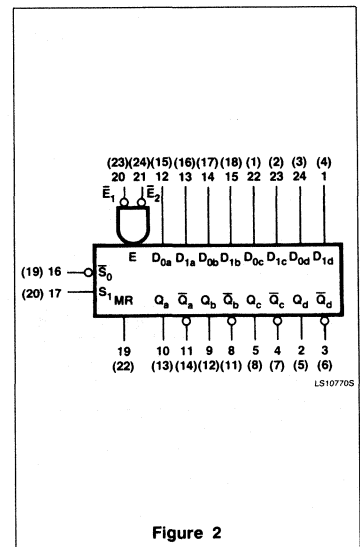 (23)(24)(15) (16) (17) (18) (1) (2) (3) (4)
20 21 12 13 14 15 22 23 24 1
E̅₁ E̅₂
E D₀ₐ D₁ₐ D₀b D₁b D₀c D₁c D₀d D₁d
(19) 16 S̅₀
(20) 17 S₁
MR Qₐ Q̅ₐ Qb Q̅b Qc Q̅c Qd Q̅d
19 10 11 9 8 5 4 2 3
(22) (13) (14) (12) (11) (8) (7) (5) (6)
LS10770S
Figure 2